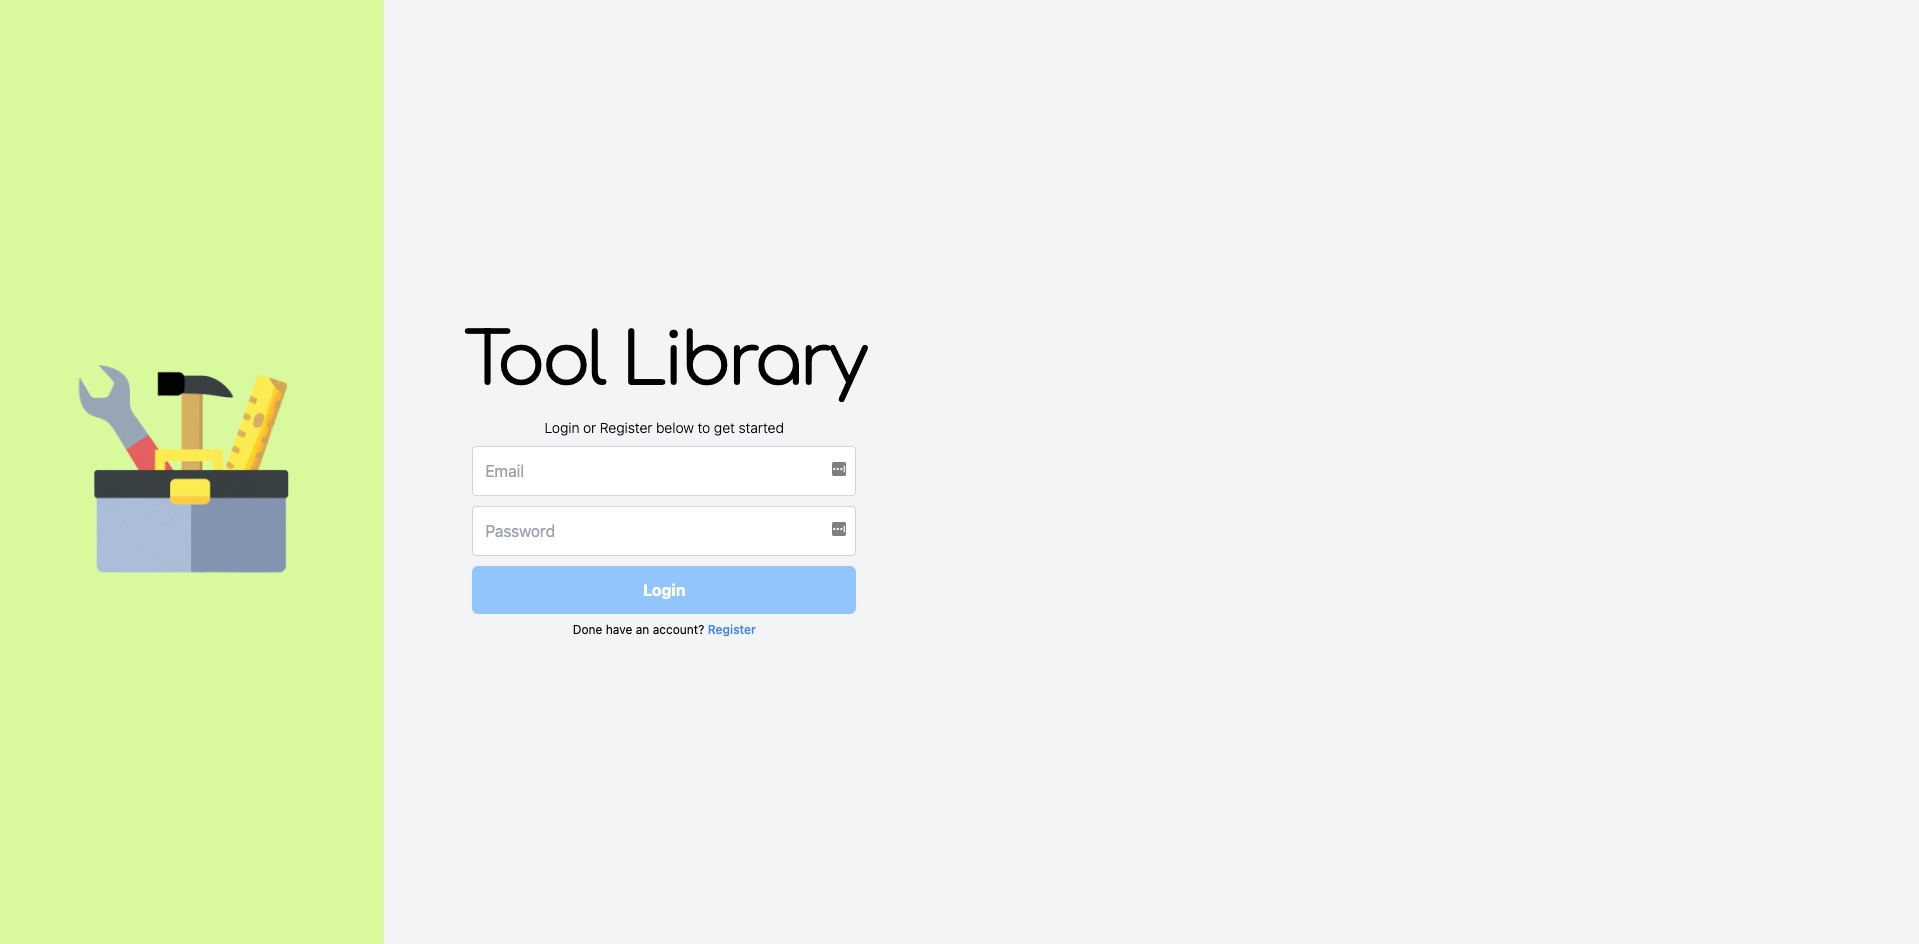 Tool Library
Login or Register below to get started
Email
Password
Login
Done have an account? Register